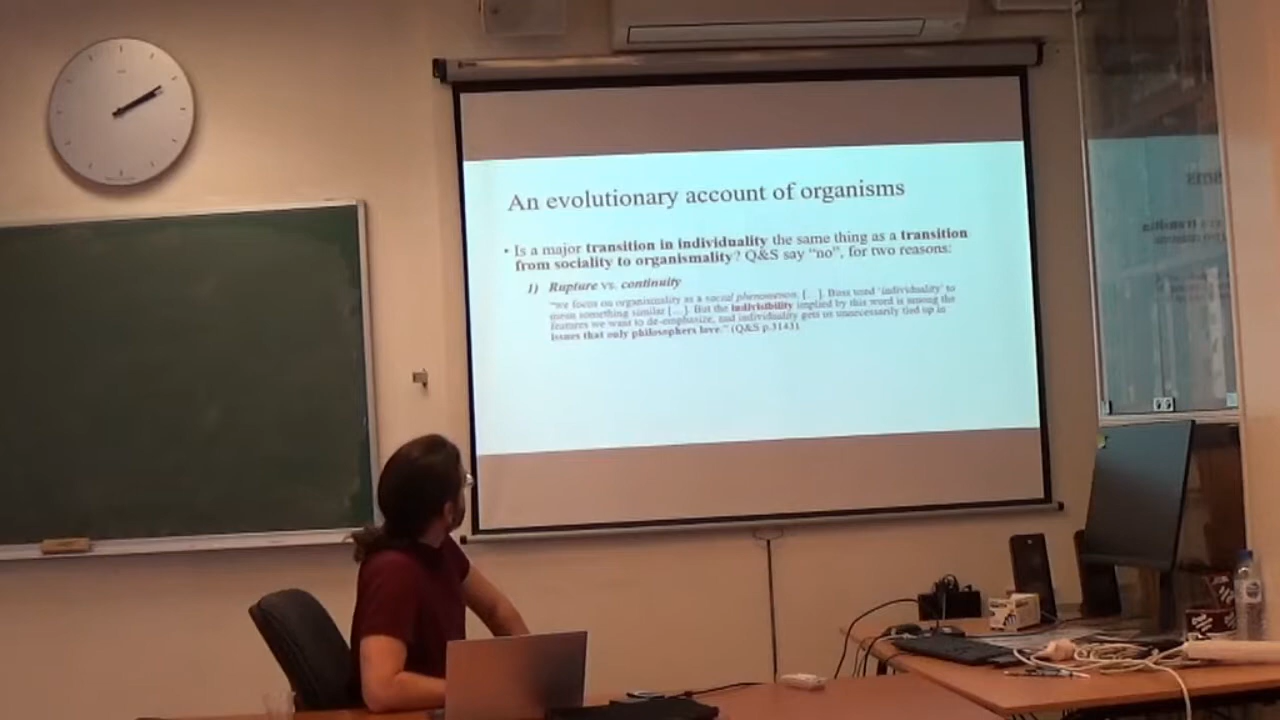 An evolutionary account of organisms
• Is a major transition in individuality the same thing as a transition
from sociality to organismality? Q&S say “no”, for two reasons:
1) Rupture vs. continuity
“we focus on organismality as a social phenomenon. […]. Buss used ‘individuality’ to
mean something similar […]. But the indivisibility implied by this word is among the
features we want to de-emphasize, and individuality gets us unnecessarily tied up in
issues that only philosophers love.” (Q&S p.3143)